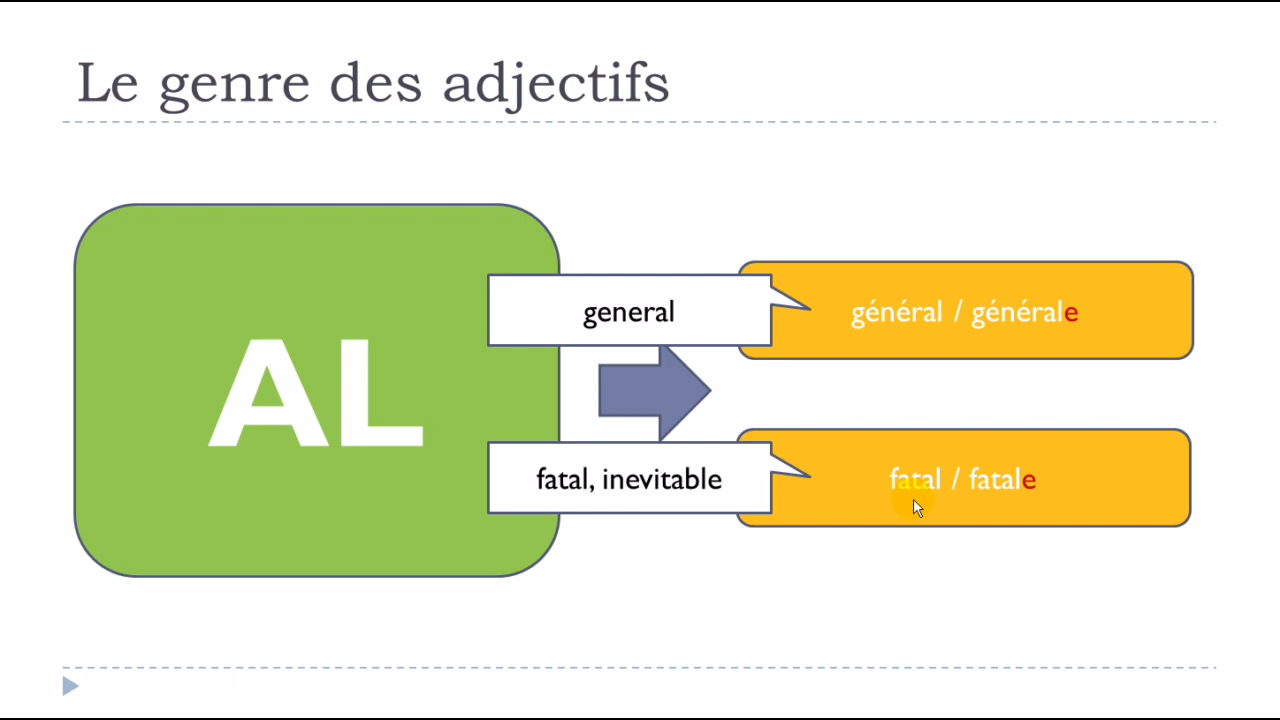 Le genre des adjectifs
AL
general
général / générale
fatal, inevitable
fatal / fatale